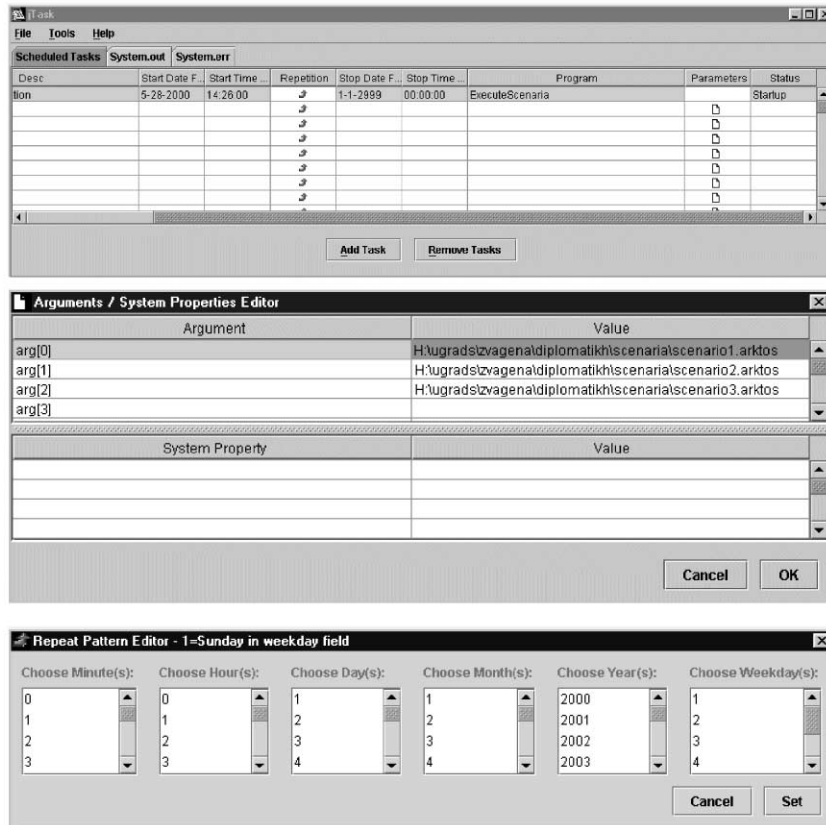 jTask
File Tools Help
Scheduled Tasks System.out System.err
Desc Start Date F... Start Time ... Repetition Stop Date F... Stop Time ... Program Parameters Status
tion 5-28-2000 14:26:00 1-1-2999 00:00:00 ExecuteScenaria Startup
Add Task Remove Tasks
Arguments / System Properties Editor
Argument Value
arg[0] H:\ugrads\zvagena\diplomatikh\scenaria\scenario1.arktos
arg[1] H:\ugrads\zvagena\diplomatikh\scenaria\scenario2.arktos
arg[2] H:\ugrads\zvagena\diplomatikh\scenaria\scenario3.arktos
arg[3]
System Property Value
Cancel OK
Repeat Pattern Editor - 1=Sunday in weekday field
Choose Minute(s): Choose Hour(s): Choose Day(s): Choose Month(s): Choose Year(s): Choose Weekday(s):
0 0 1 1 2000 1
1 1 2 2 2001 2
2 2 3 3 2002 3
3 3 4 4 2003 4
Cancel Set